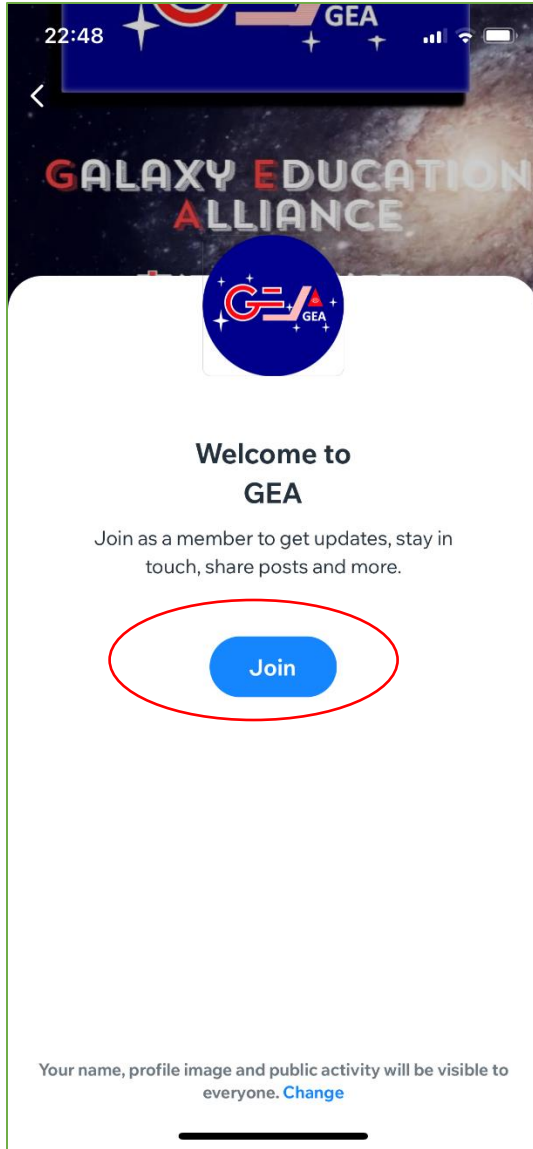 GEA
22:48
GALAXY EDUCATION
ALLIANCE
GEA
GEA
Welcome to
GEA
Join as a member to get updates, stay in
touch, share posts and more.
Join
Your name, profile image and public activity will be visible to
everyone. Change